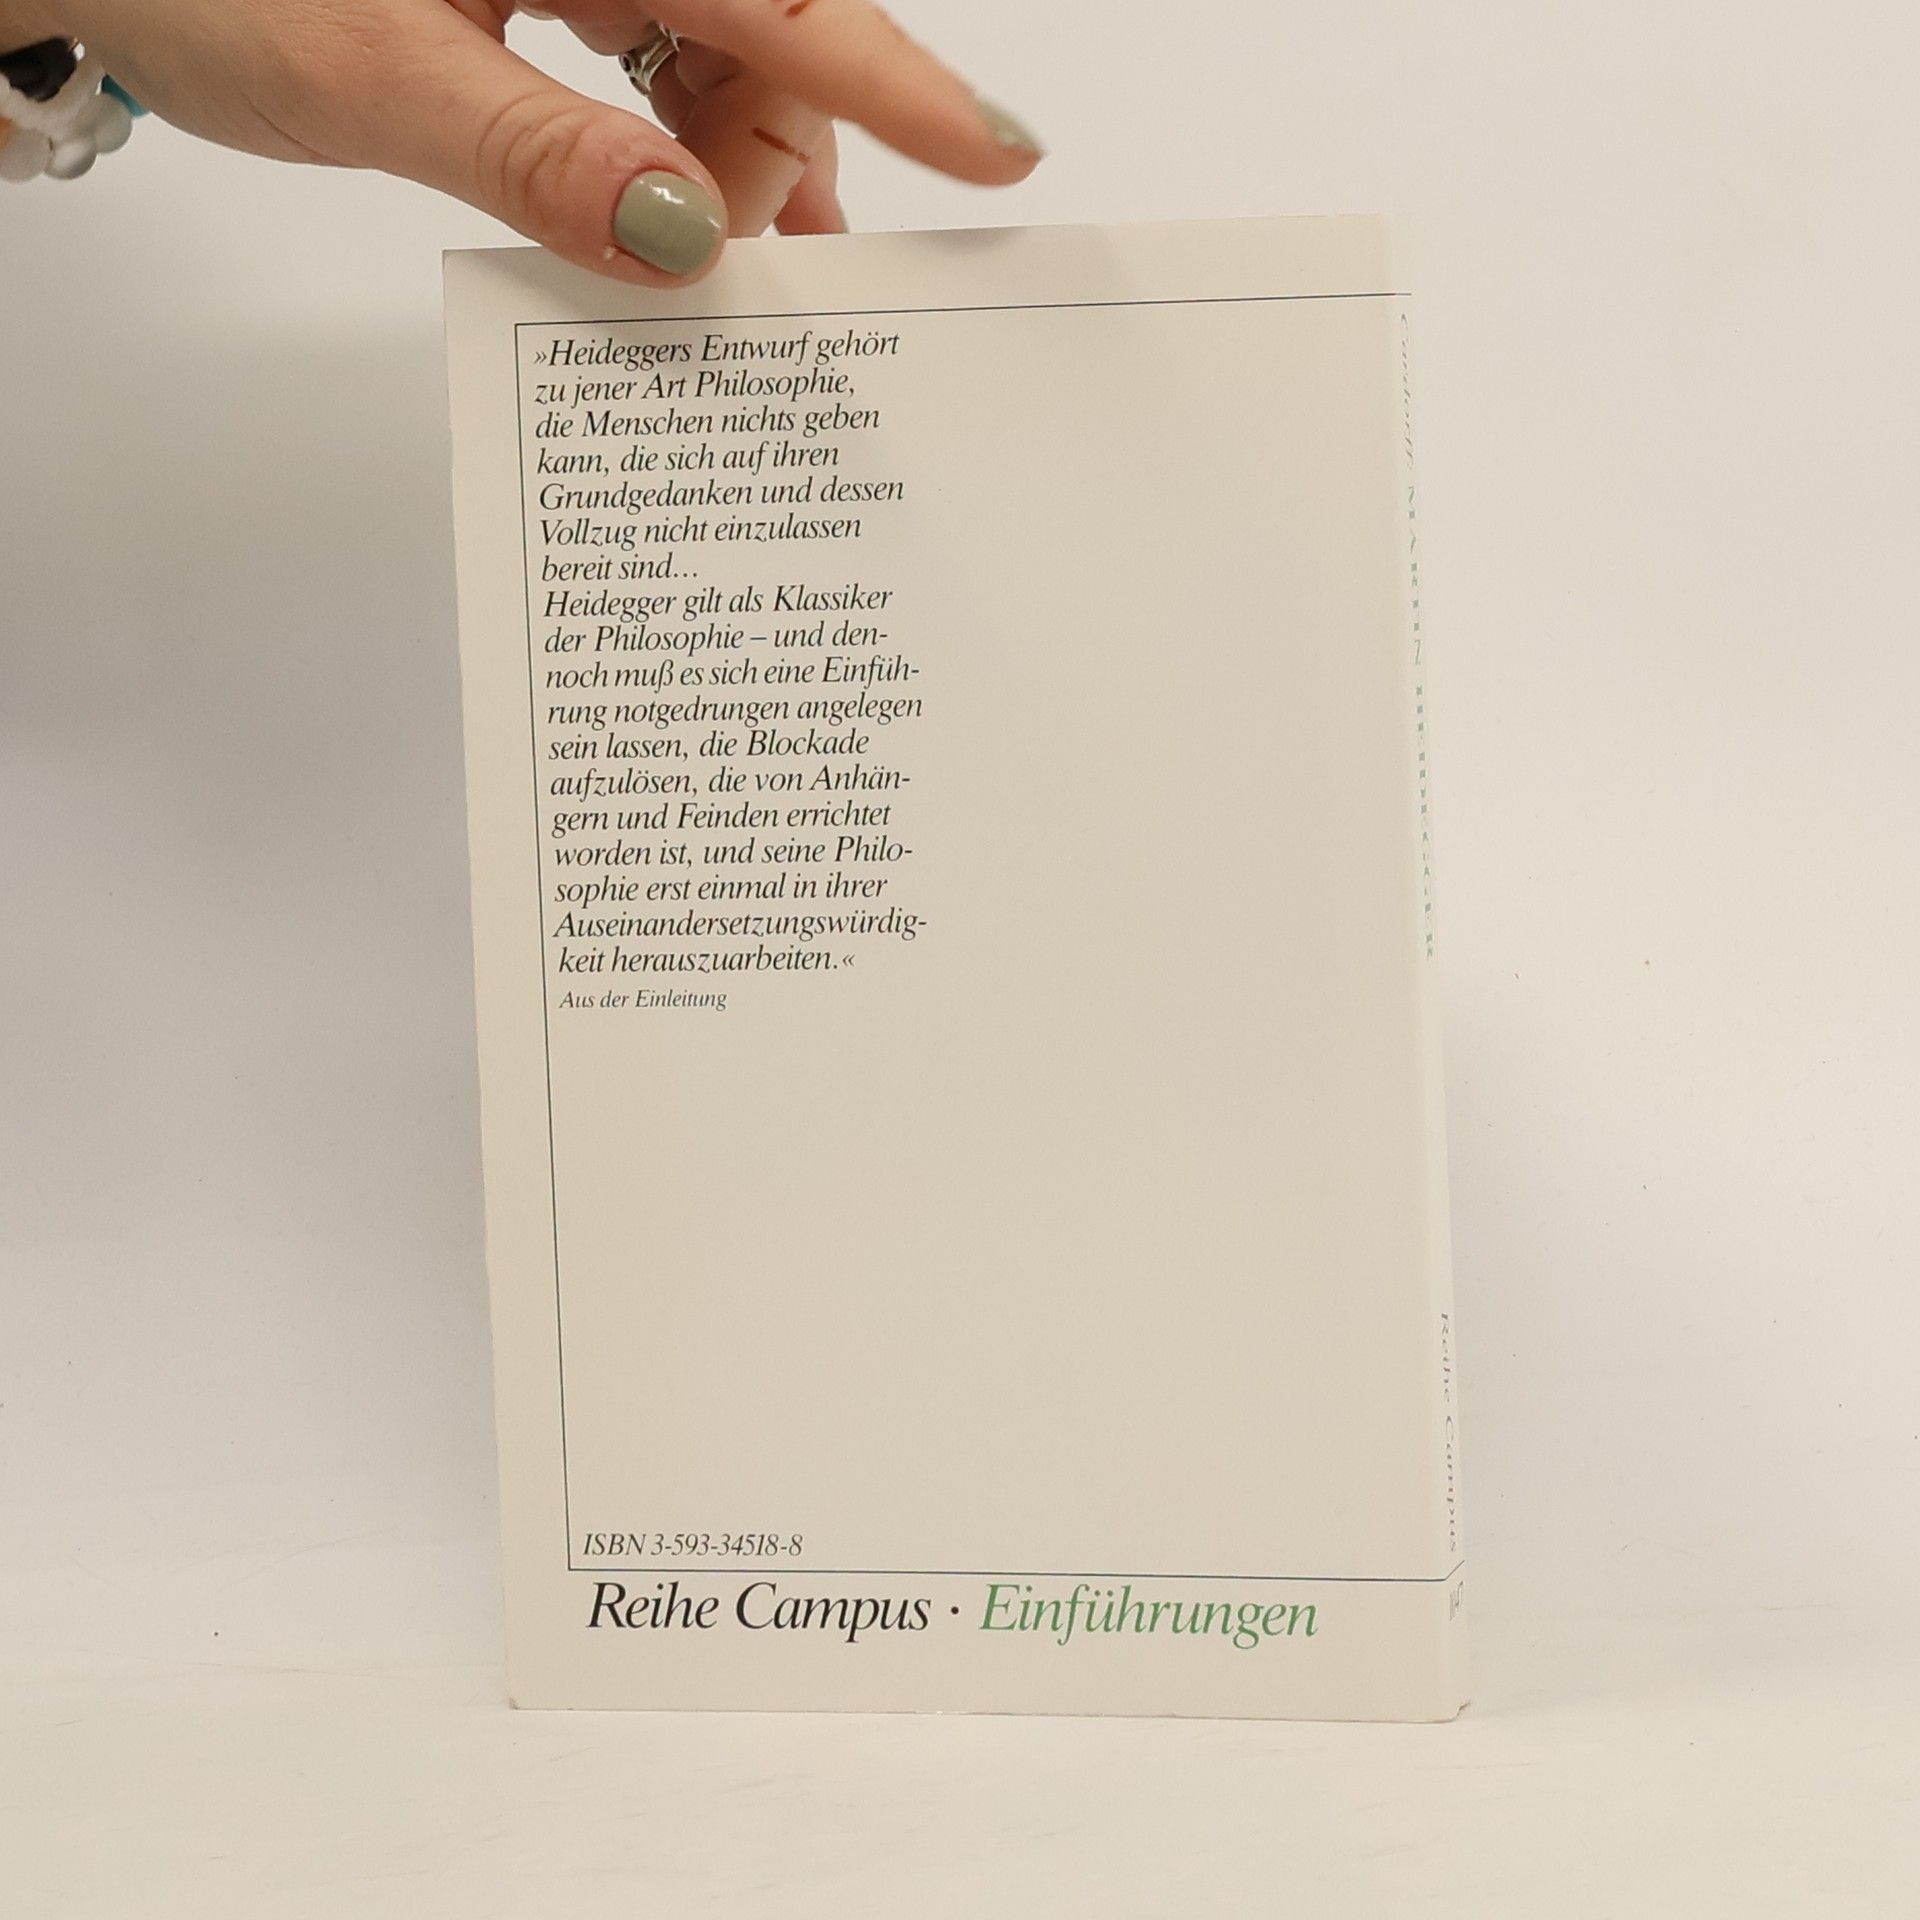 »Heideggers Entwurf gehört
zu jener Art Philosophie,
die Menschen nichts geben
kann, die sich auf ihren
Grundgedanken und dessen
Vollzug nicht einzulassen
bereit sind...
Heidegger gilt als Klassiker
der Philosophie – und den-
noch muß es sich eine Einfüh-
rung notgedrungen angelegen
sein lassen, die Blockade
aufzulösen, die von Anhän-
gern und Feinden errichtet
worden ist, und seine Philo-
sophie erst einmal in ihrer
Auseinandersetzungswürdig-
keit herauszuarbeiten.«
Aus der Einleitung
ISBN 3-593-34518-8
Reihe Campus · Einführungen
MARTIN HEIDEGGER
Reihe Campus